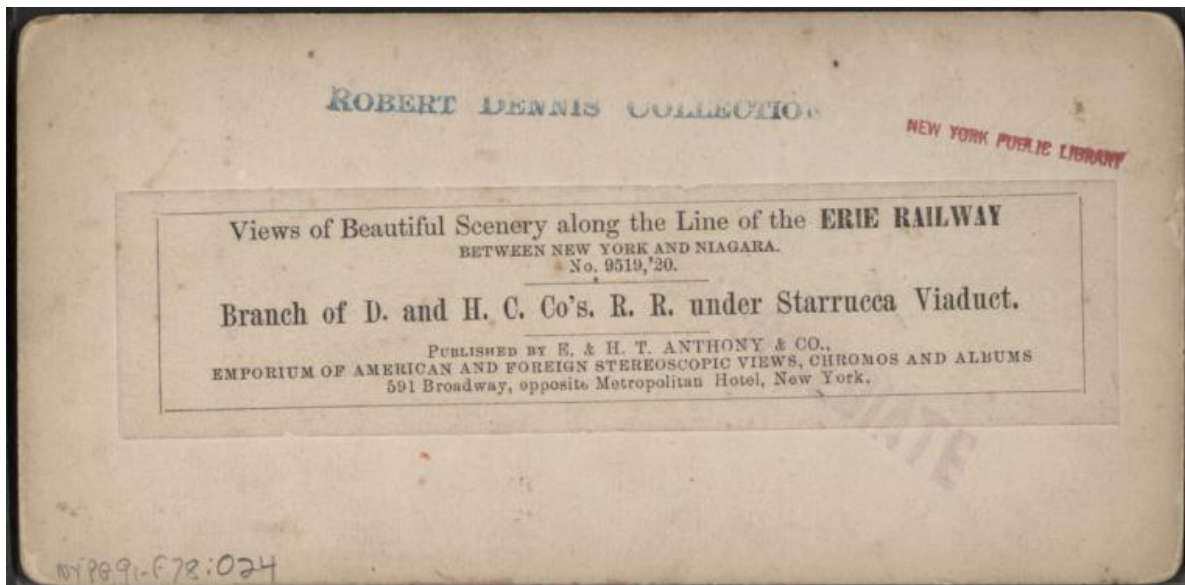 ROBERT DENNIS COLLECTION
NEW YORK PUBLIC LIBRARY
Views of Beautiful Scenery along the Line of the ERIE RAILWAY
BETWEEN NEW YORK AND NIAGARA.
No. 9519,'20.
Branch of D. and H. C. Co's. R. R. under Starrucca Viaduct.
PUBLISHED BY E. & H. T. ANTHONY & CO.,
EMPORIUM OF AMERICAN AND FOREIGN STEREOSCOPIC VIEWS, CHROMOS AND ALBUMS
591 Broadway, opposite Metropolitan Hotel, New York.
NYPG91-F78:024